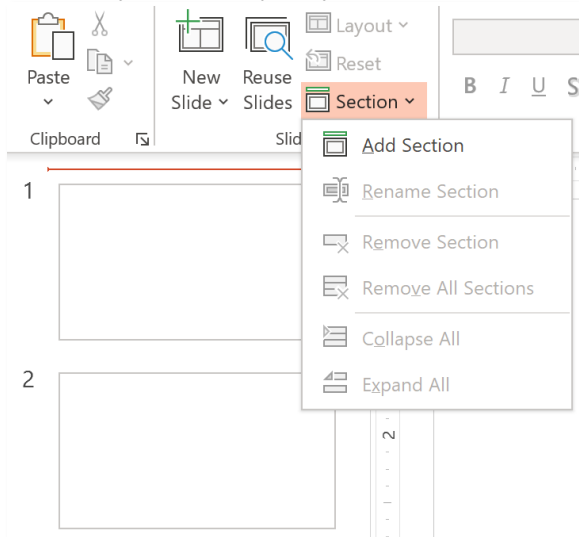 Paste
Clipboard
New
Slide
Reuse
Slides
Layout
Reset
Section
B I U S
Add Section
Rename Section
Remove Section
Remove All Sections
Collapse All
Expand All
1
2
2